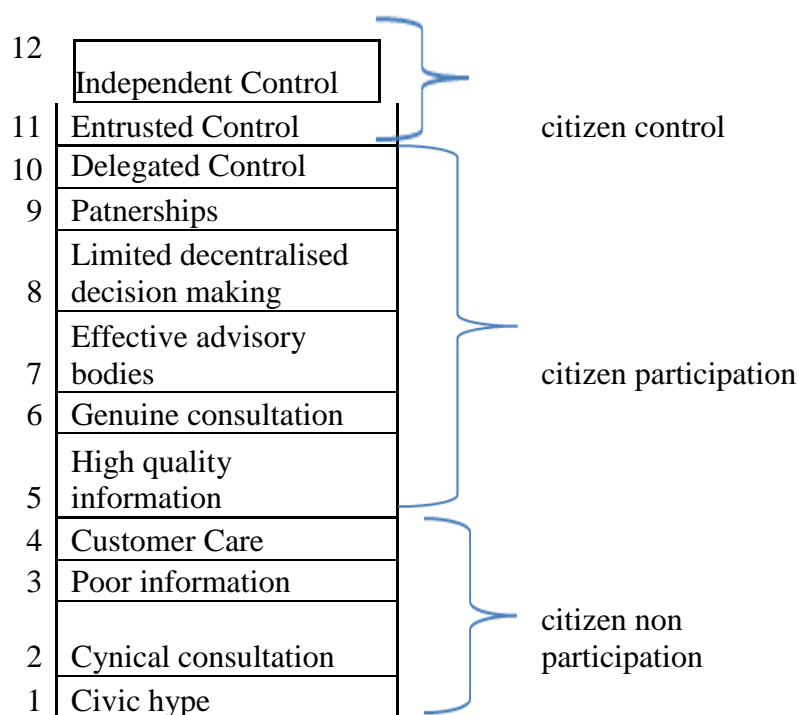 12
Independent Control
11 Entrusted Control
citizen control
10 Delegated Control
9 Patnerships
Limited decentralised
8 decision making
Effective advisory
7 bodies
citizen participation
6 Genuine consultation
High quality
5 information
4 Customer Care
3 Poor information
citizen non
2 Cynical consultation
participation
1 Civic hype